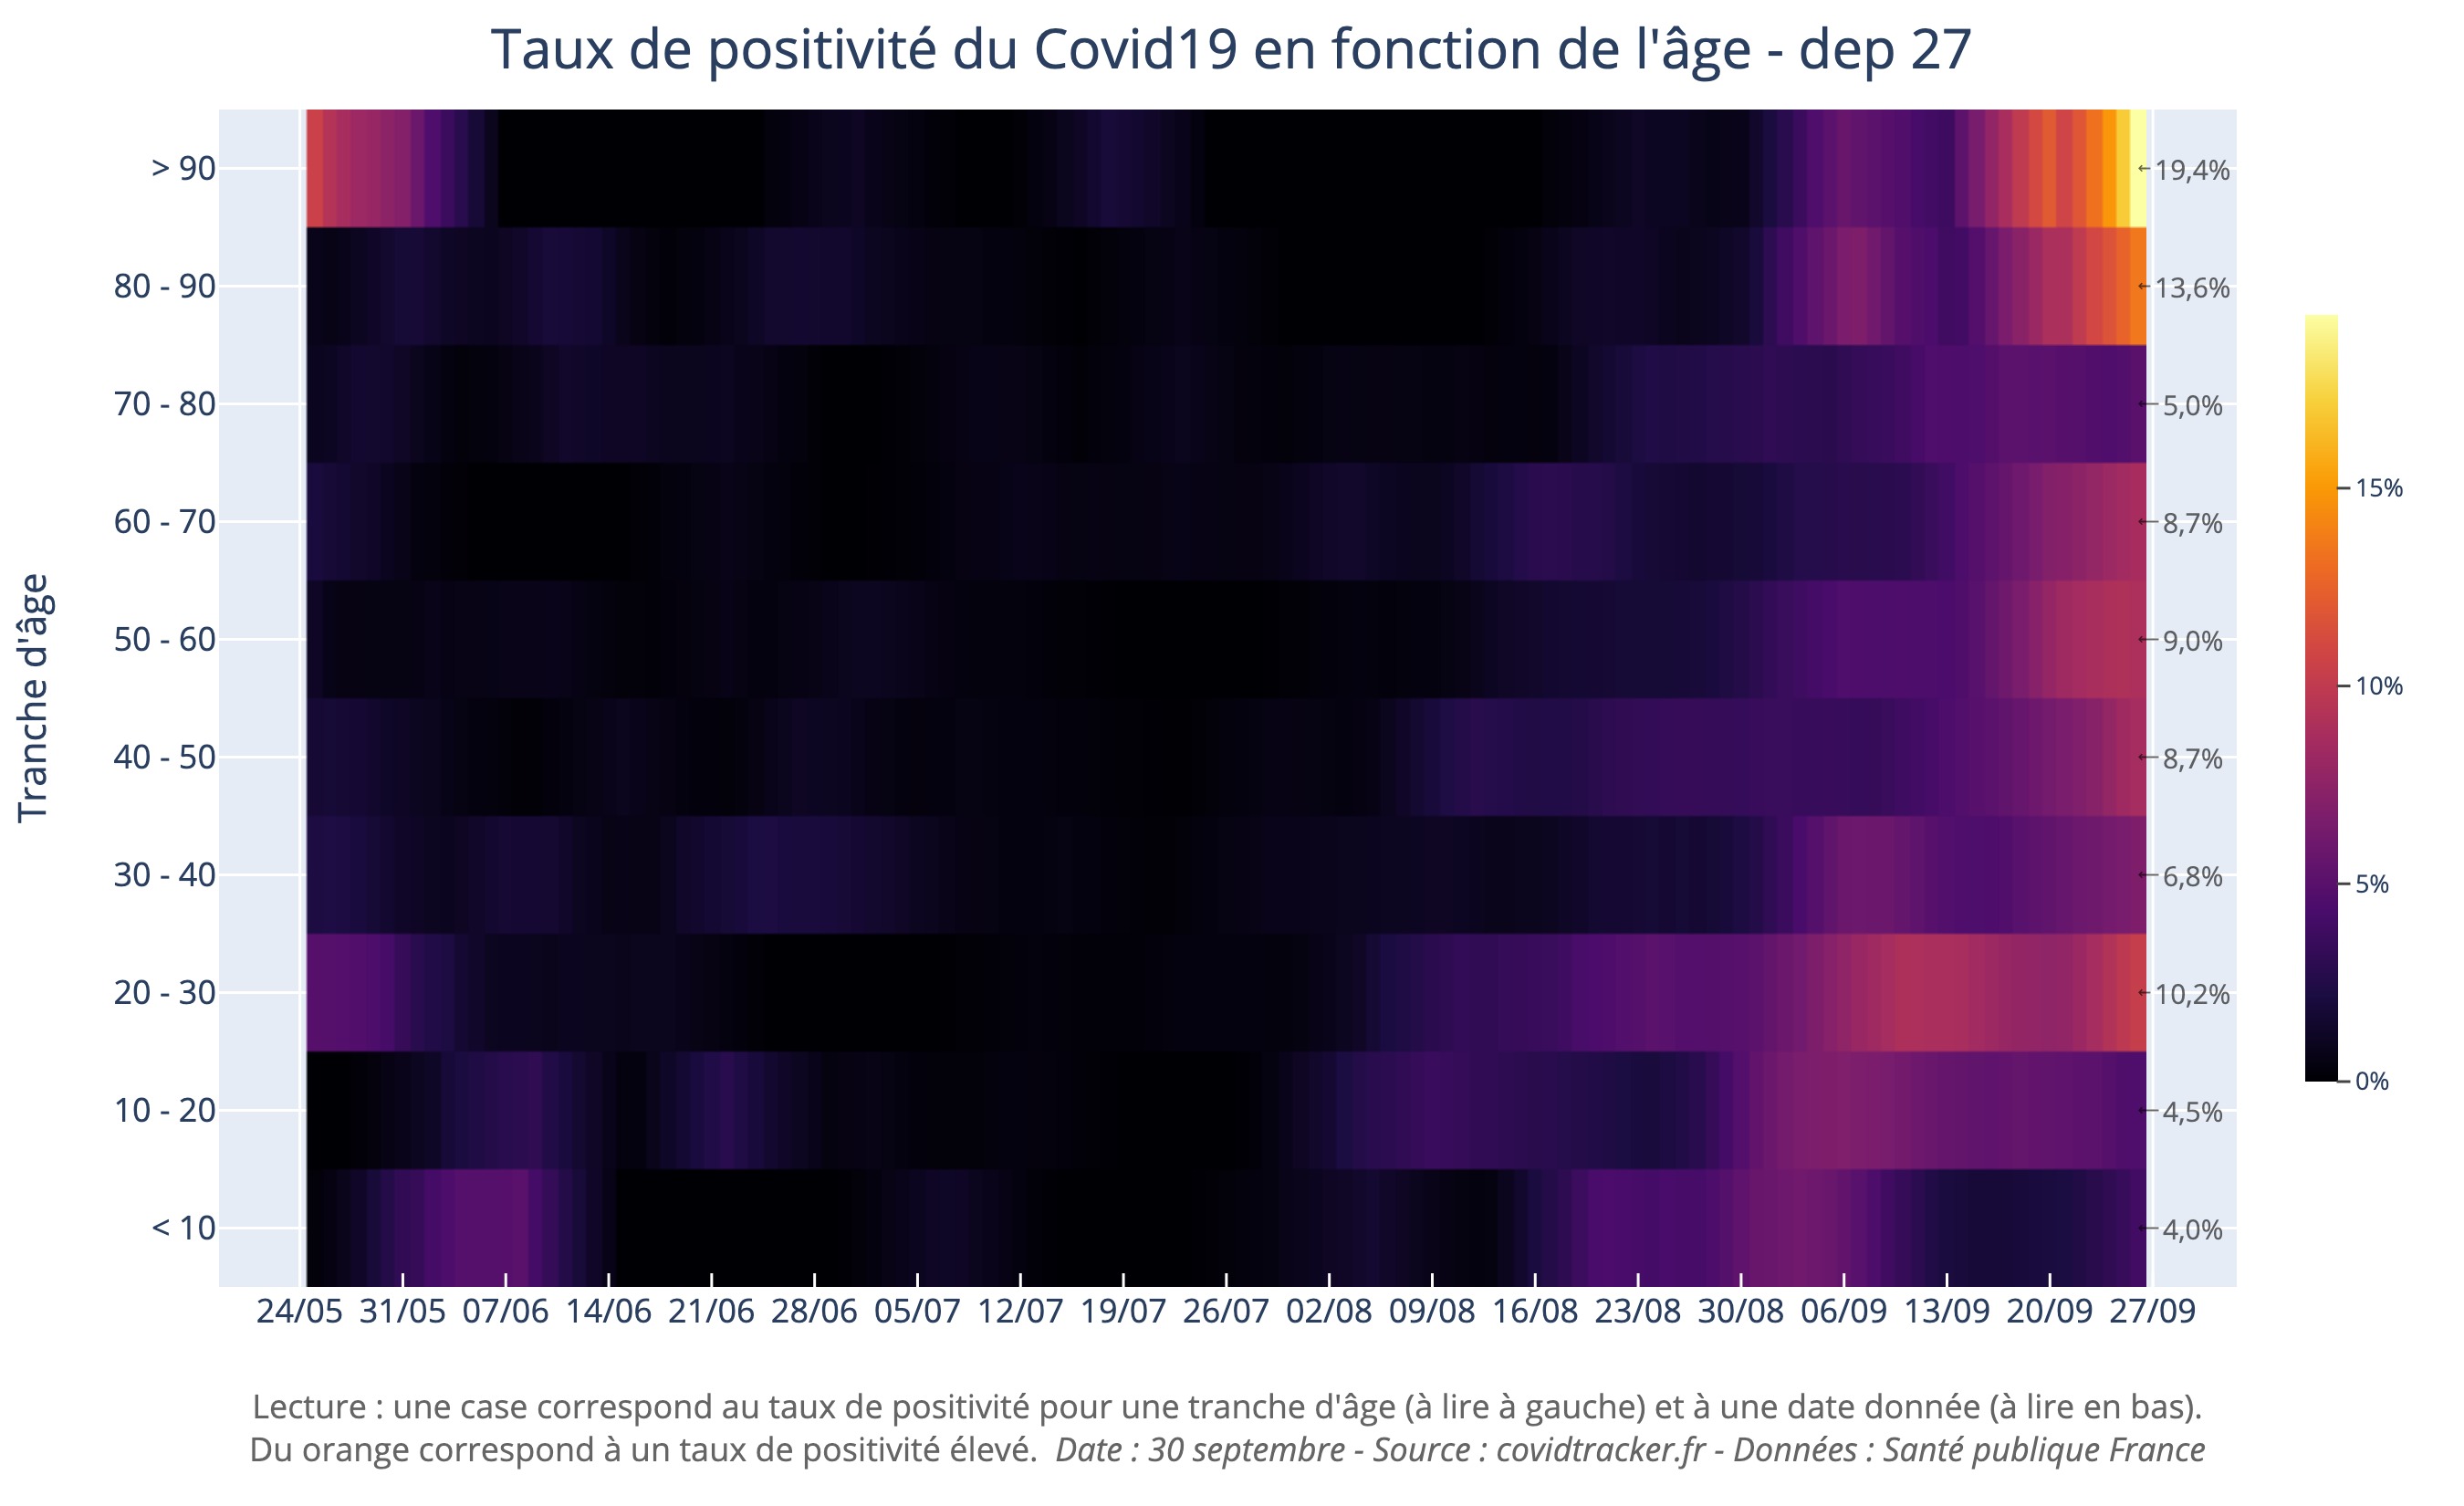 Taux de positivité du Covid19 en fonction de l'âge - dep 27
Tranche d'âge
> 90
80 - 90
70 - 80
60 - 70
50 - 60
40 - 50
30 - 40
20 - 30
10 - 20
< 10
19,4%
13,6%
5,0%
8,7%
9,0%
8,7%
6,8%
10,2%
4,5%
4,0%
15%
10%
5%
0%
24/05 31/05 07/06 14/06 21/06 28/06 05/07 12/07 19/07 26/07 02/08 09/08 16/08 23/08 30/08 06/09 13/09 20/09 27/09
Lecture : une case correspond au taux de positivité pour une tranche d'âge (à lire à gauche) et à une date donnée (à lire en bas).
Du orange correspond à un taux de positivité élevé. Date : 30 septembre - Source : covidtracker.fr - Données : Santé publique France